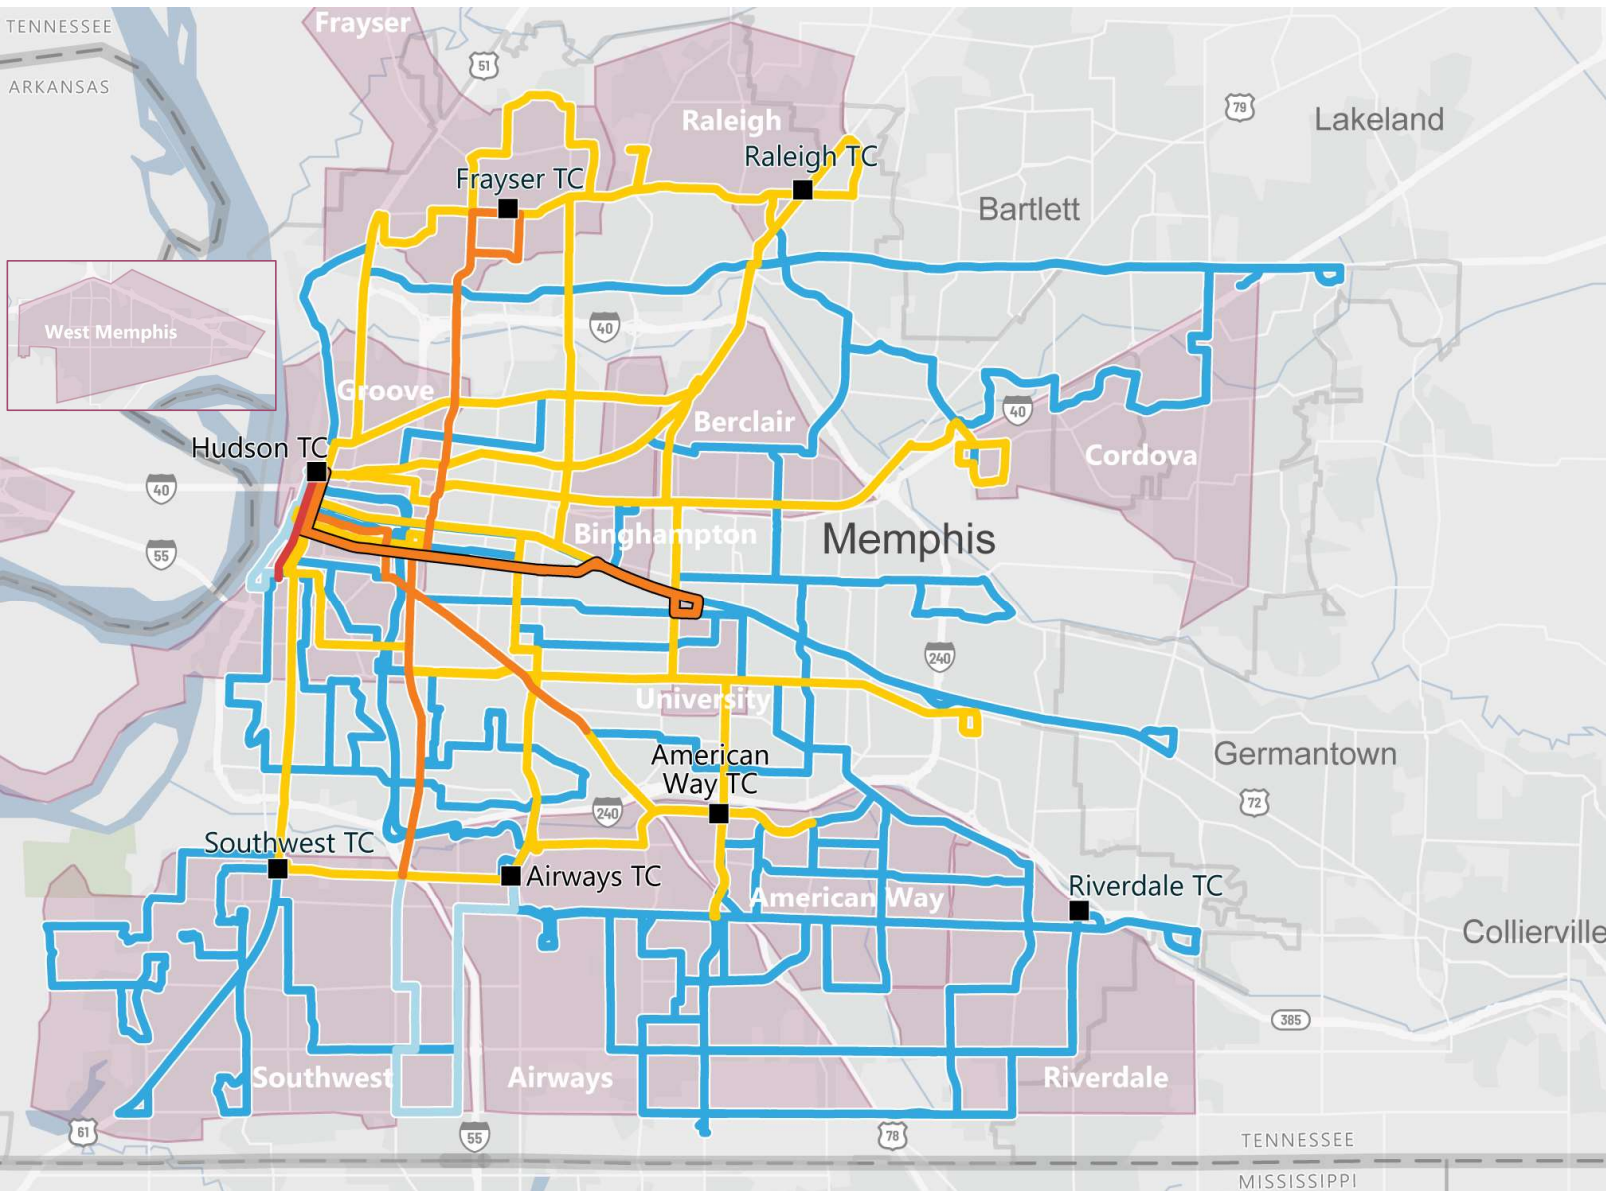 TENNESSEE
ARKANSAS
Frayser
51
Raleigh
Raleigh TC
Frayser TC
79
Lakeland
Bartlett
West Memphis
40
Groove
Berclair
40
Cordova
Hudson TC
40
55
Binghampton
Memphis
240
University
American
Way TC
Germantown
72
240
Southwest TC
Airways TC
American Way
Riverdale TC
Collierville
385
Southwest
Airways
Riverdale
61
55
78
TENNESSEE
MISSISSIPPI